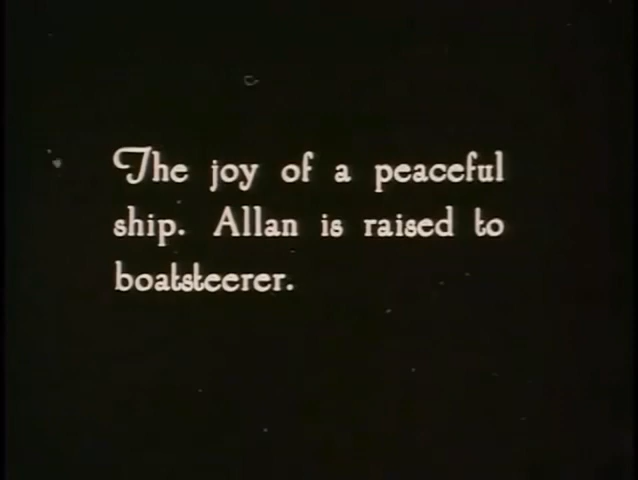 The joy of a peaceful
ship. Allan is raised to
boatsteerer.